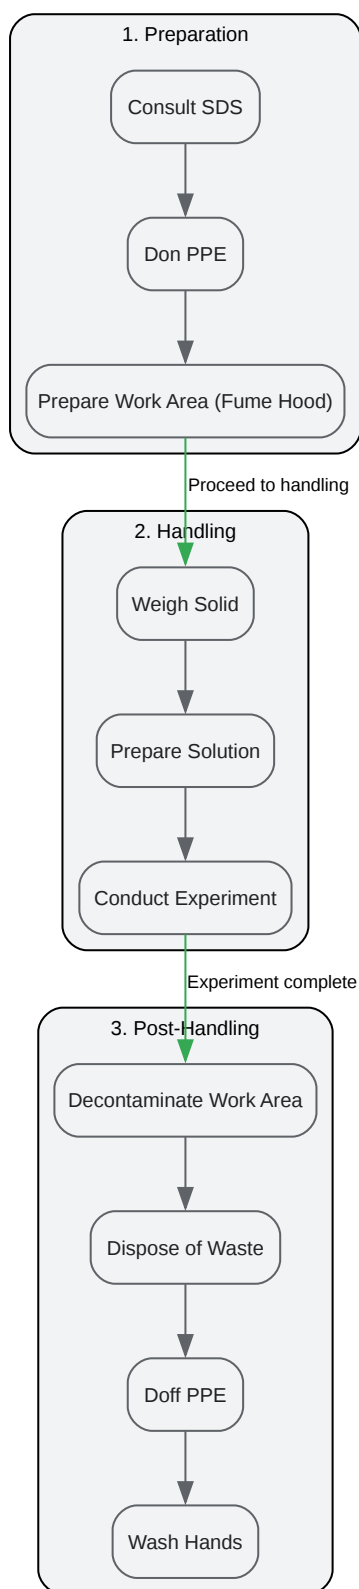 1. Preparation
Consult SDS
Don PPE
Prepare Work Area (Fume Hood)
Proceed to handling
2. Handling
Weigh Solid
Prepare Solution
Conduct Experiment
Experiment complete
3. Post-Handling
Decontaminate Work Area
Dispose of Waste
Doff PPE
Wash Hands